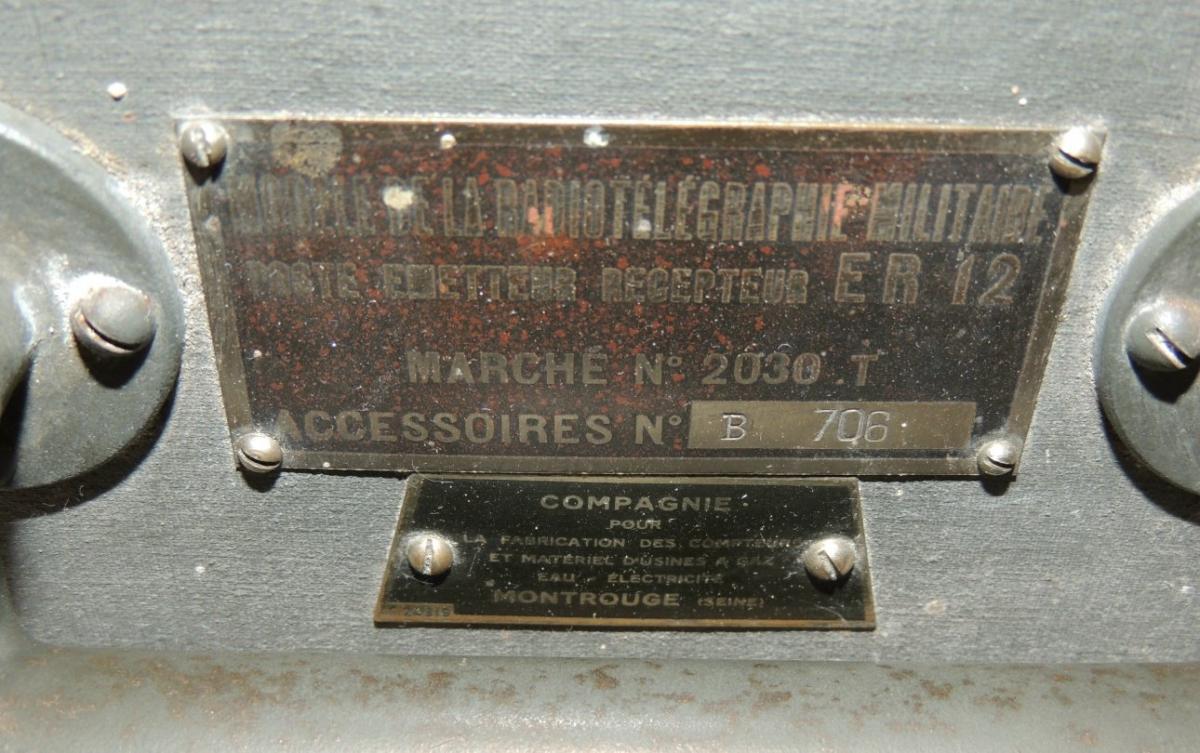 MODÈLE DE LA RADIOTÉLÉGRAPHIE MILITAIRE
POSTE EMETTEUR RECEPTEUR ER 12
MARCHÉ N° 2030 T
ACCESSOIRES N° B 706
COMPAGNIE
POUR
LA FABRICATION DES COMPTEURS
ET MATÉRIEL D'USINES A GAZ
EAU - ÉLECTRICITÉ
MONTROUGE (SEINE)